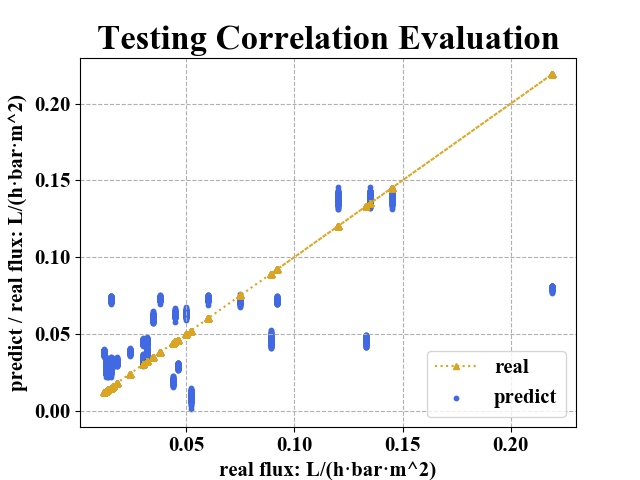 Testing Correlation Evaluation
predict / real flux: L/(h·bar·m^2)
0.20
0.15
0.10
0.05
0.00
0.05
0.10
0.15
0.20
real flux: L/(h·bar·m^2)
real
predict